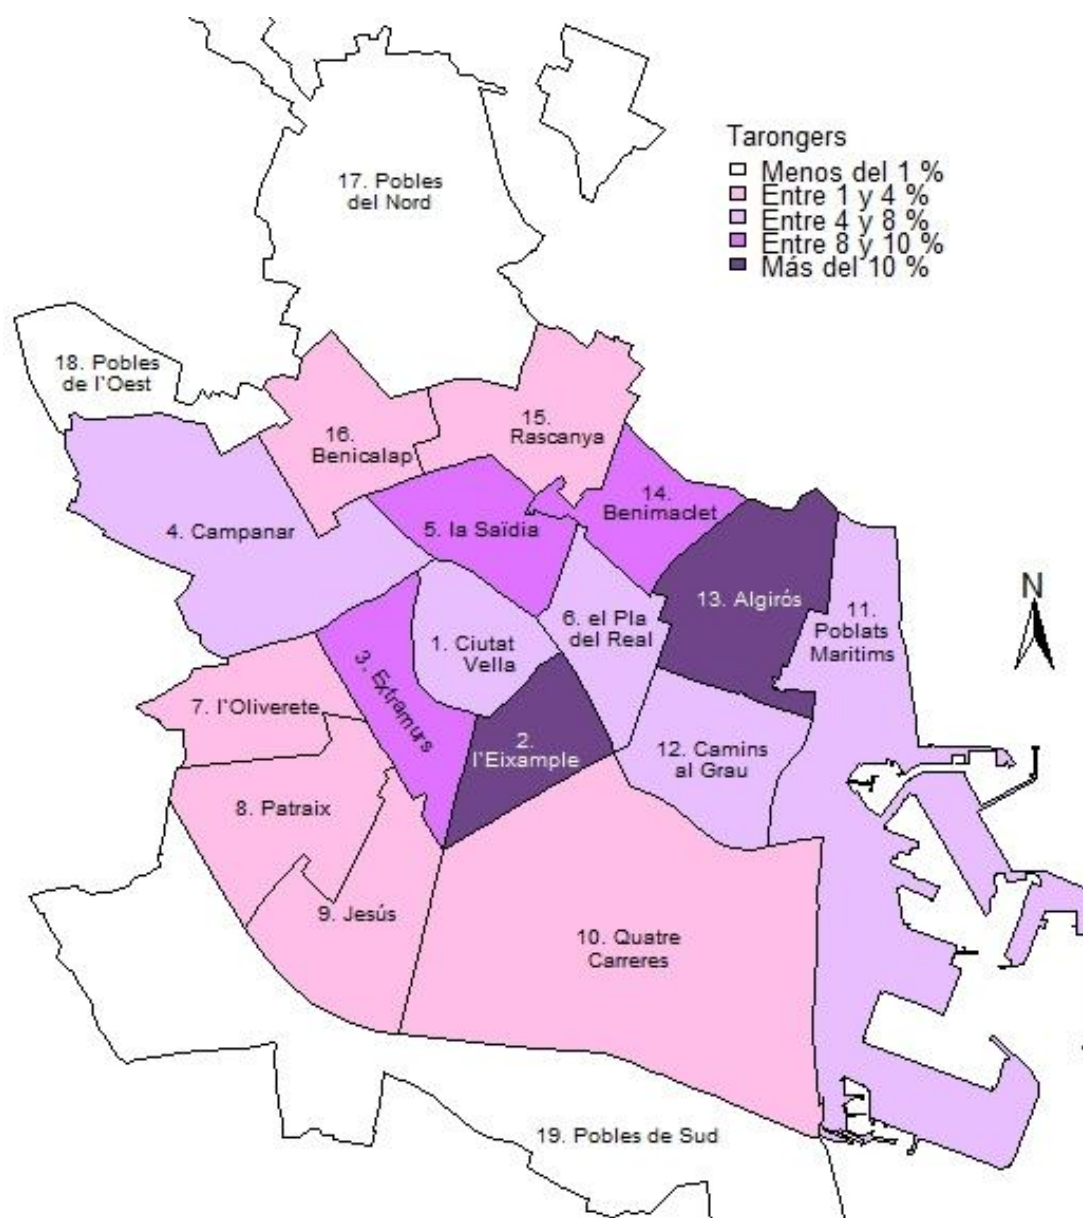 Tarongers
Menos del 1 %
Entre 1 y 4 %
Entre 4 y 8 %
Entre 8 y 10 %
Más del 10 %
17. Pobles
del Nord
18. Pobles
de l'Oest
15.
Rascanya
16.
Benicalap
14.
Benimaclet
4. Campanar
5. la Saïdia
N
13. Algirós
11.
Poblats
Maritims
6. el Pla
del Real
1. Ciutat
Vella
3. Extramurs
7. l'Oliverete
2.
l'Eixample
12. Camins
al Grau
8. Patraix
9. Jesús
10. Quatre
Carreres
19. Pobles de Sud